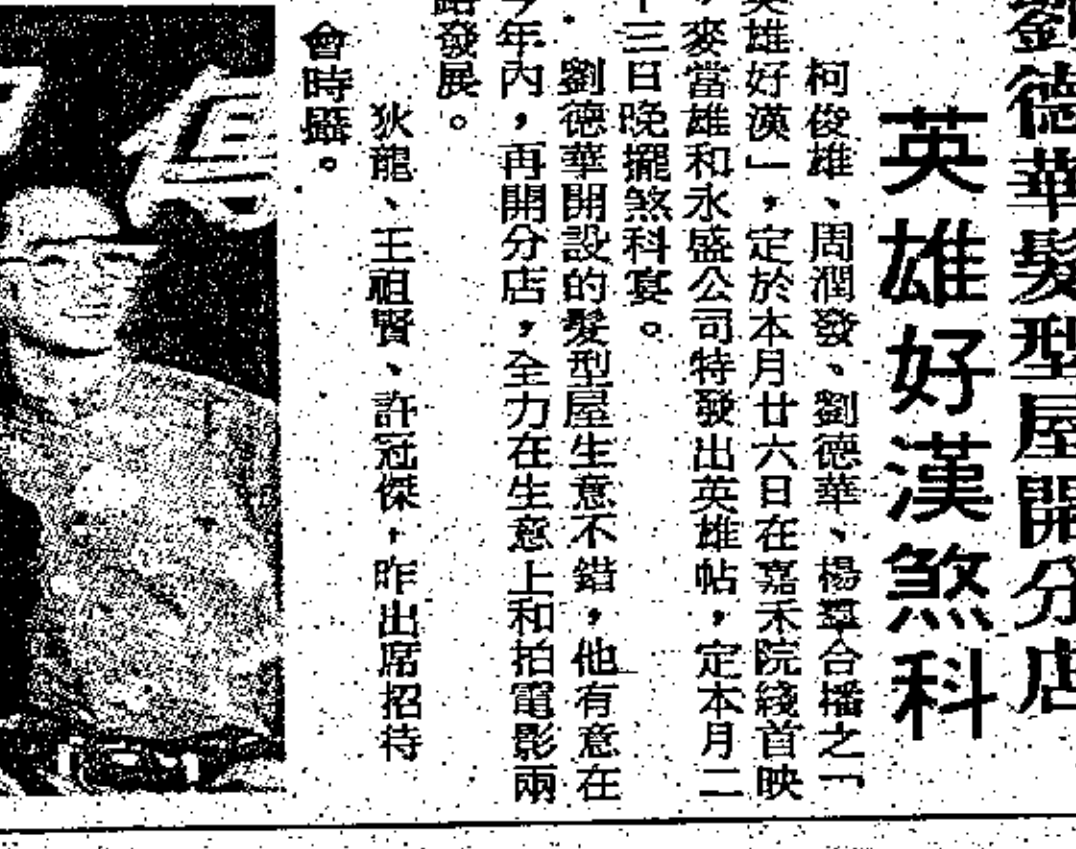 劉德華髮型屋開分店
英雄好漢煞科
柯俊雄、周潤發、劉德華、楊羣合播之「
英雄好漢」，定於本月廿六日在嘉禾院綫首映
，麥當雄和永盛公司特發出英雄帖，定本月二
十三日晚擺煞科宴。
劉德華開設的髮型屋生意不錯，他有意在
今年內，再開分店，全力在生意上和拍電影兩
路發展。
狄龍、王祖賢、許冠傑，昨出席招待
會時攝。